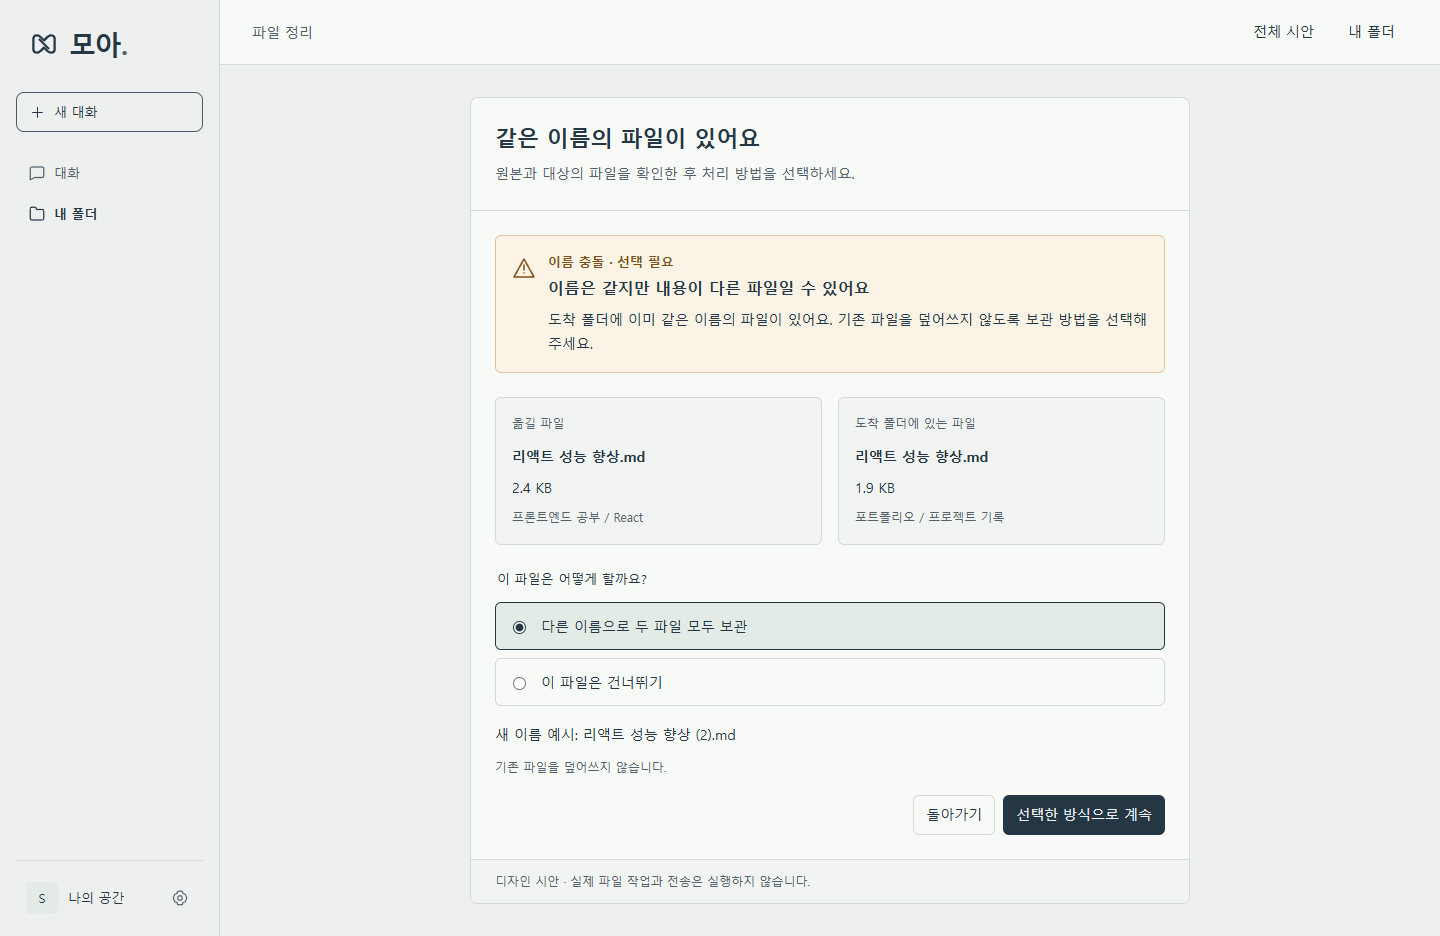 모아.
새 대화
대화
내 폴더
S 나의 공간
파일 정리
전체 시안 내 폴더
같은 이름의 파일이 있어요
원본과 대상의 파일을 확인한 후 처리 방법을 선택하세요.
이름 충돌 · 선택 필요
이름은 같지만 내용이 다른 파일일 수 있어요
도착 폴더에 이미 같은 이름의 파일이 있어요. 기존 파일을 덮어쓰지 않도록 보관 방법을 선택해
주세요.
옮길 파일
리액트 성능 향상.md
2.4 KB
프론트엔드 공부 / React
도착 폴더에 있는 파일
리액트 성능 향상.md
1.9 KB
포트폴리오 / 프로젝트 기록
이 파일은 어떻게 할까요?
다른 이름으로 두 파일 모두 보관
이 파일은 건너뛰기
새 이름 예시: 리액트 성능 향상 (2).md
기존 파일을 덮어쓰지 않습니다.
돌아가기 선택한 방식으로 계속
디자인 시안 · 실제 파일 작업과 전송은 실행하지 않습니다.